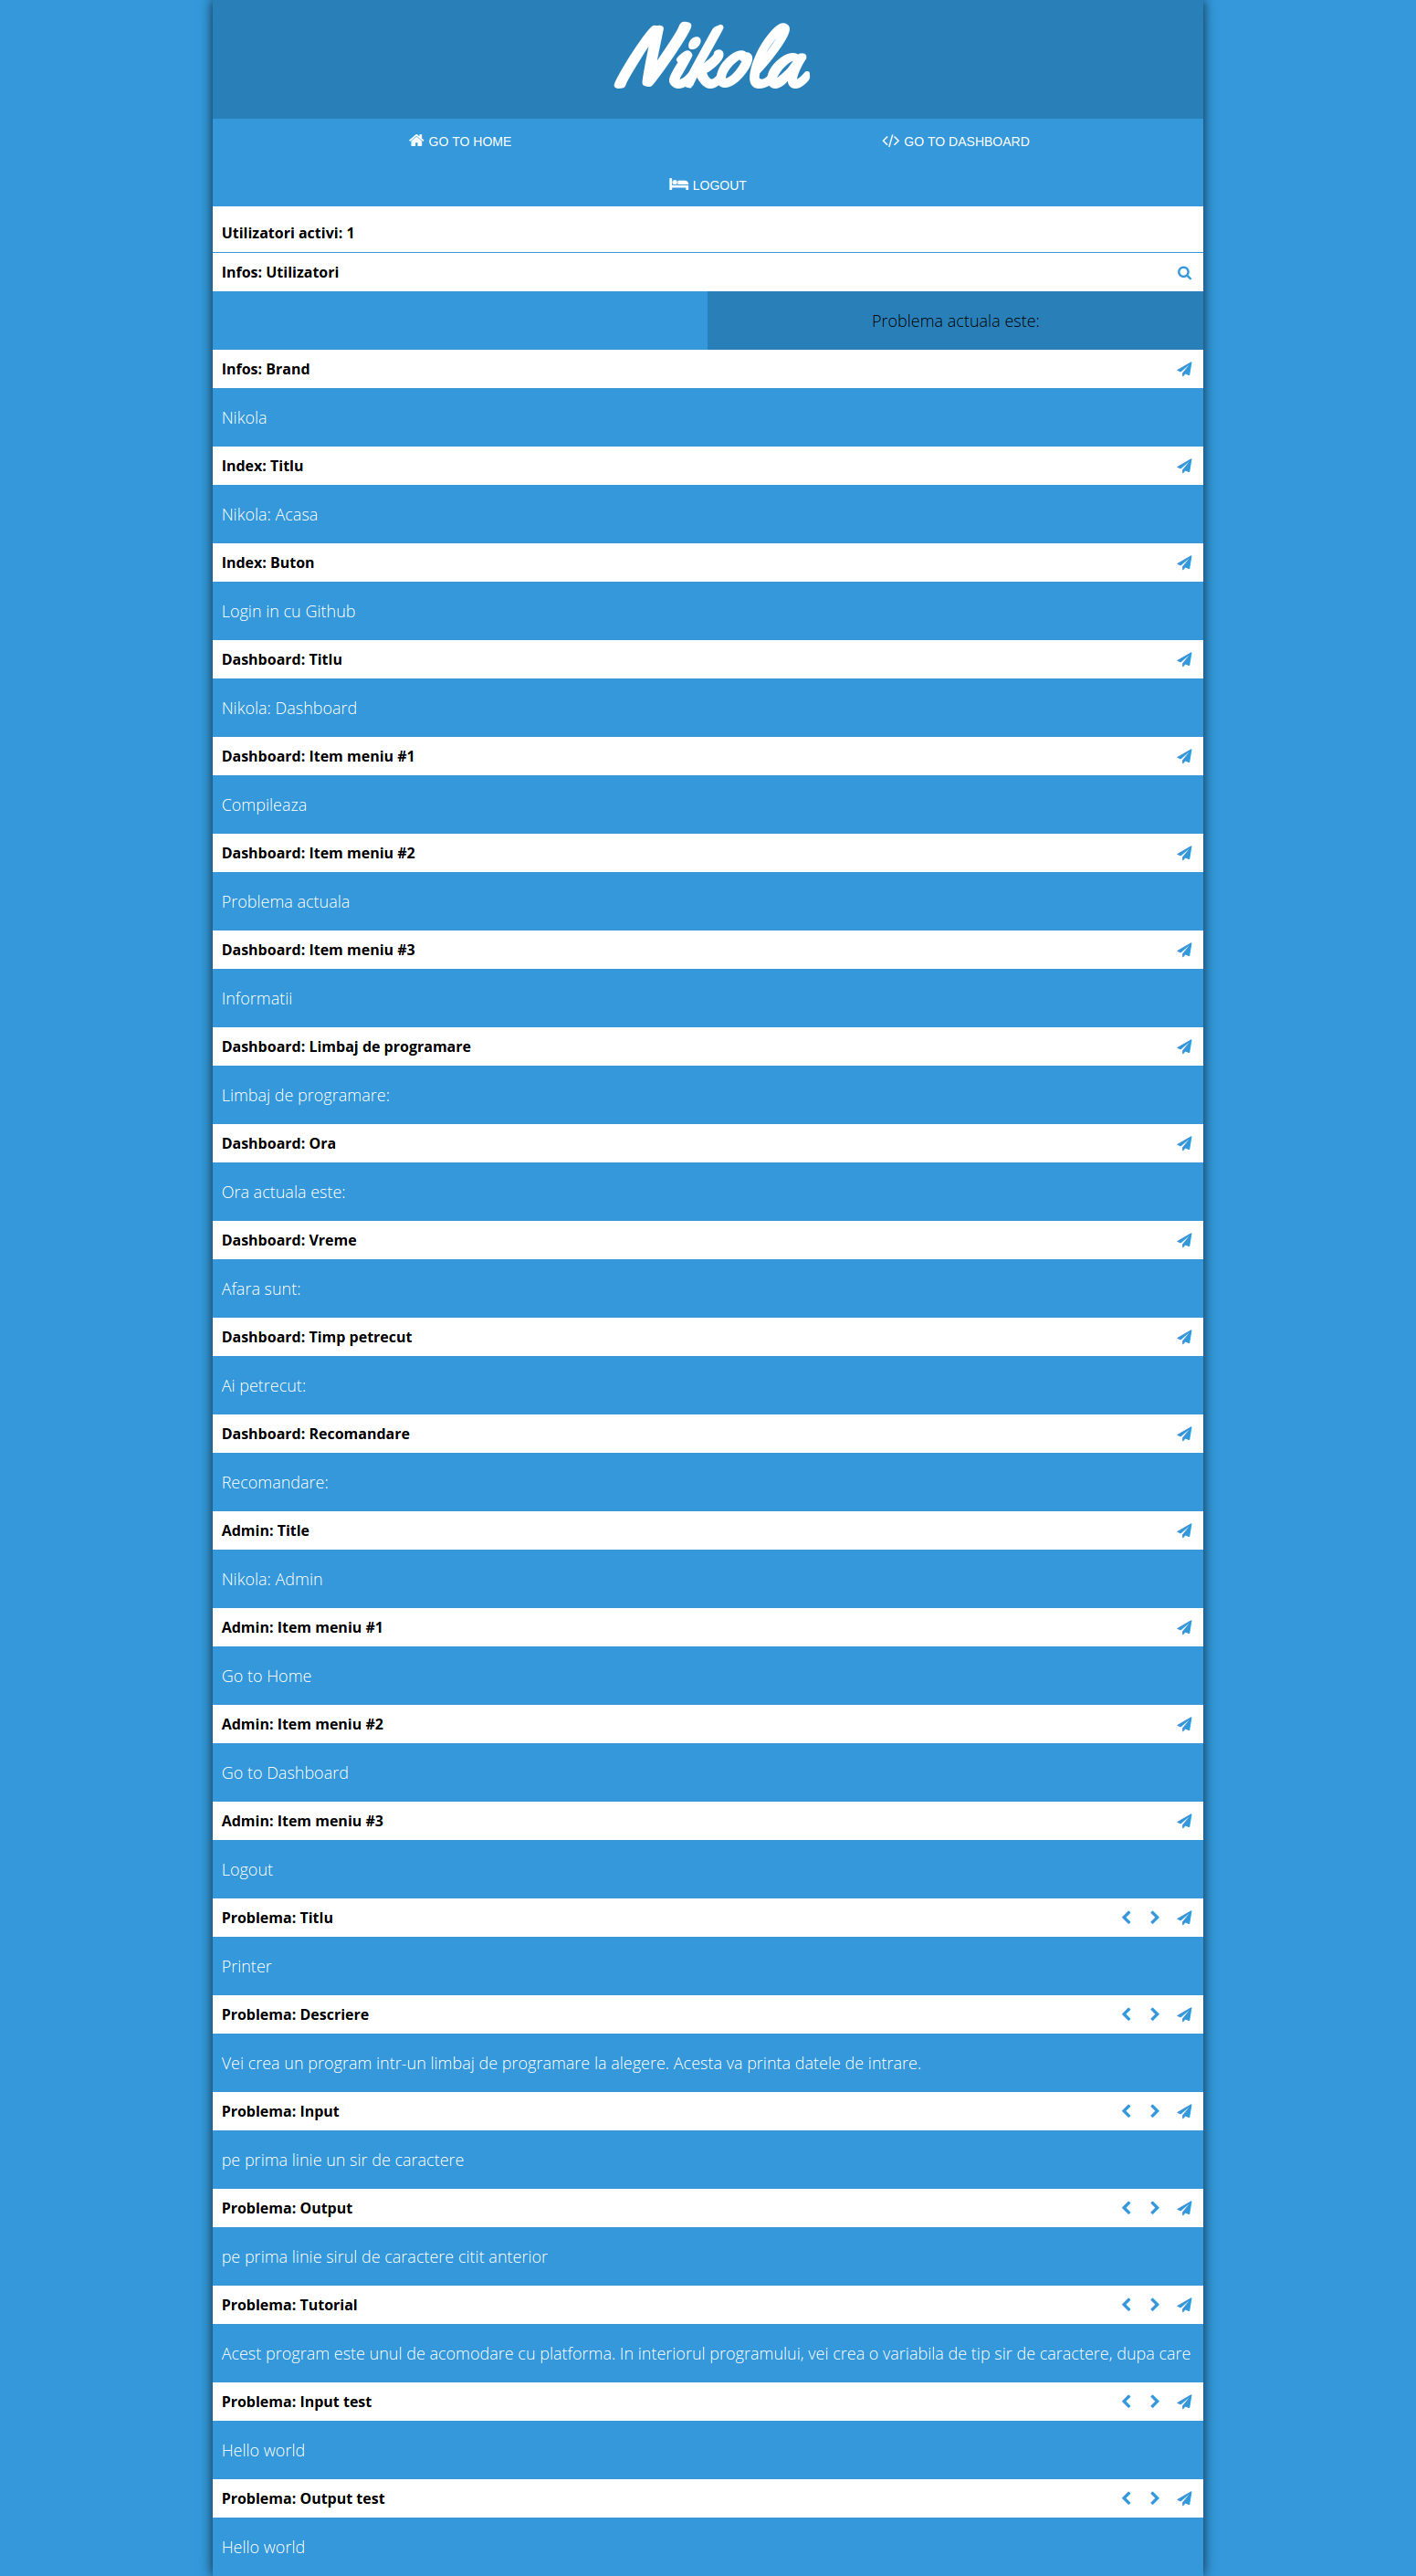 Nikola
GO TO HOME
GO TO DASHBOARD
LOGOUT
Utilizatori activi: 1
Infos: Utilizatori
Problema actuala este:
Infos: Brand
Nikola
Index: Titlu
Nikola: Acasa
Index: Buton
Login in cu Github
Dashboard: Titlu
Nikola: Dashboard
Dashboard: Item meniu #1
Compileaza
Dashboard: Item meniu #2
Problema actuala
Dashboard: Item meniu #3
Informatii
Dashboard: Limbaj de programare
Limbaj de programare:
Dashboard: Ora
Ora actuala este:
Dashboard: Vreme
Afara sunt:
Dashboard: Timp petrecut
Ai petrecut:
Dashboard: Recomandare
Recomandare:
Admin: Title
Nikola: Admin
Admin: Item meniu #1
Go to Home
Admin: Item meniu #2
Go to Dashboard
Admin: Item meniu #3
Logout
Problema: Titlu
Printer
Problema: Descriere
Vei crea un program intr-un limbaj de programare la alegere. Acesta va printa datele de intrare.
Problema: Input
pe prima linie un sir de caractere
Problema: Output
pe prima linie sirul de caractere citit anterior
Problema: Tutorial
Acest program este unul de acomodare cu platforma. In interiorul programului, vei crea o variabila de tip sir de caractere, dupa care
Problema: Input test
Hello world
Problema: Output test
Hello world